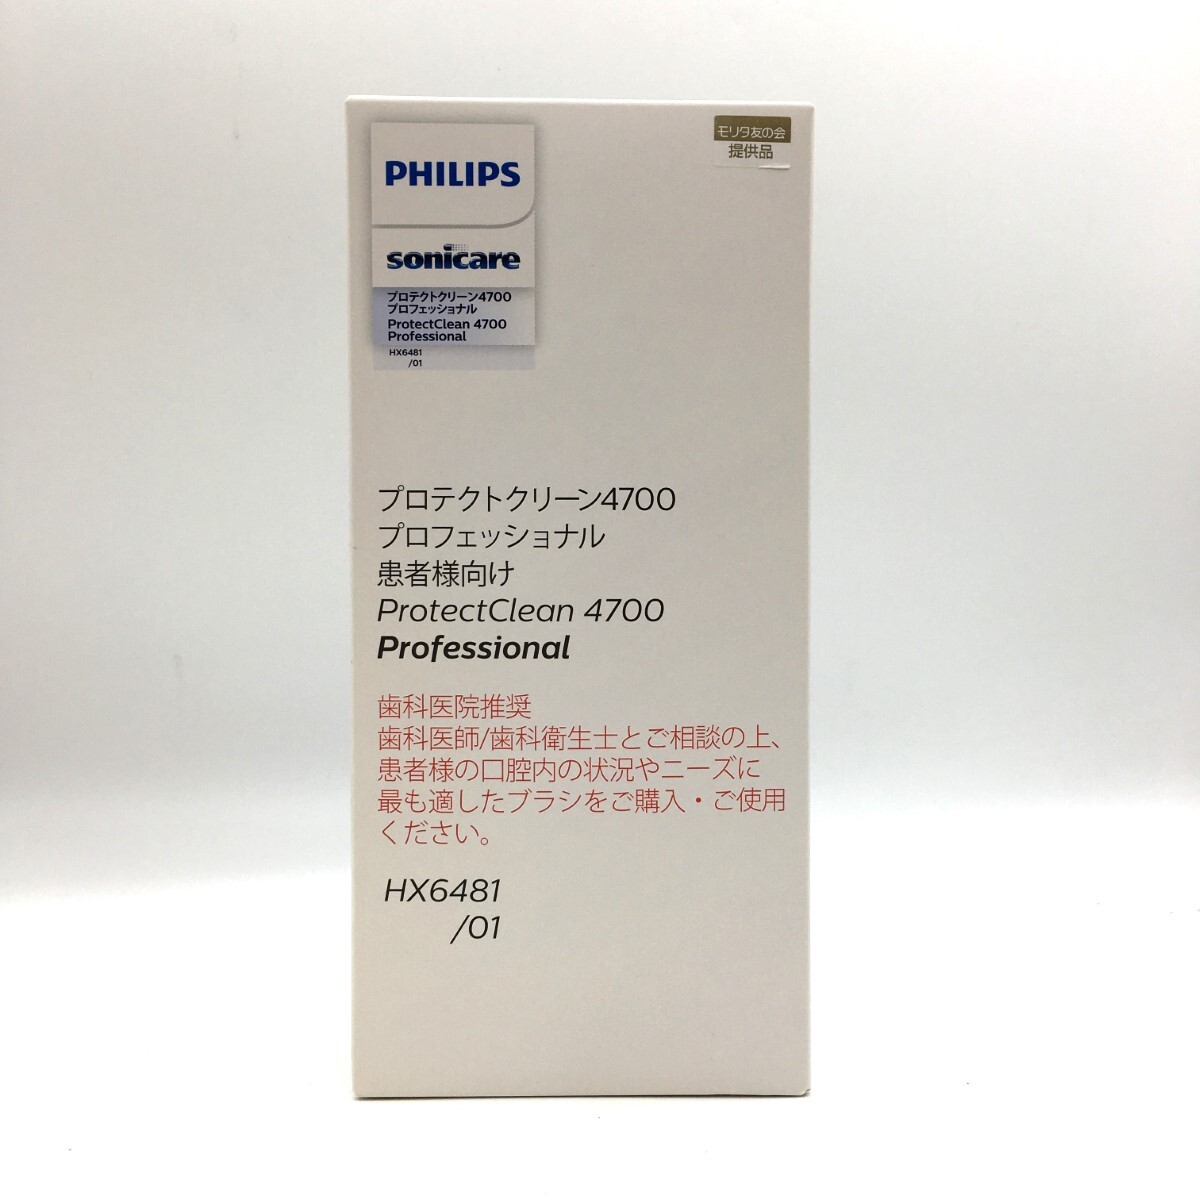 PHILIPS
sonicare
プロテクトクリーン4700
プロフェッショナル
ProtectClean 4700
Professional
HX6481
/01
モリタ友の会
提供品
プロテクトクリーン4700
プロフェッショナル
患者様向け
ProtectClean 4700
Professional
歯科医院推奨
歯科医師/歯科衛生士とご相談の上、
患者様の口腔内の状況やニーズに
最も適したブラシをご購入・ご使用
ください。
HX6481
/01